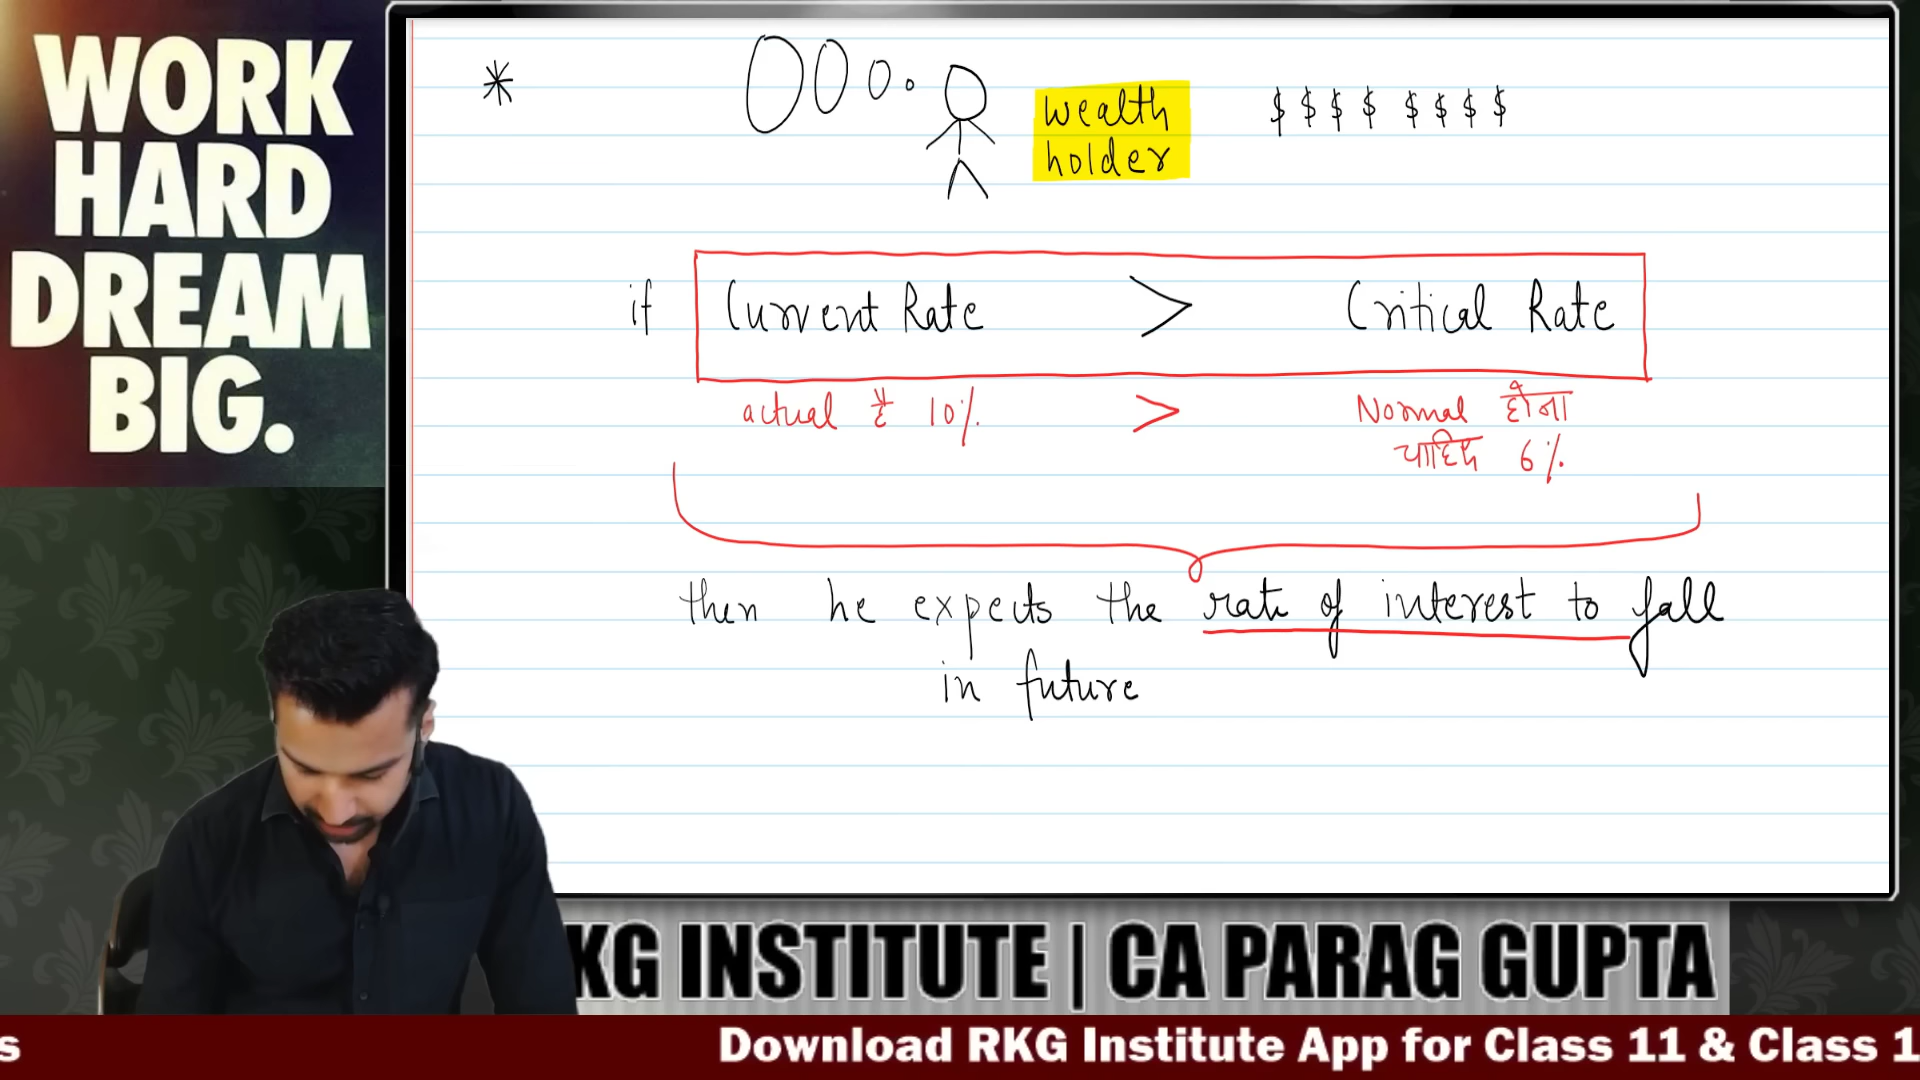 WORK
HARD
DREAM
BIG.
*
wealth
holder
$ $ $ $ $ $ $ $
if Current Rate > Critical Rate
actual है 10% > Normal होना
चाहिए 6%
then he expects the rate of interest to fall
in future
KG INSTITUTE | CA PARAG GUPTA
s Download RKG Institute App for Class 11 & Class 1